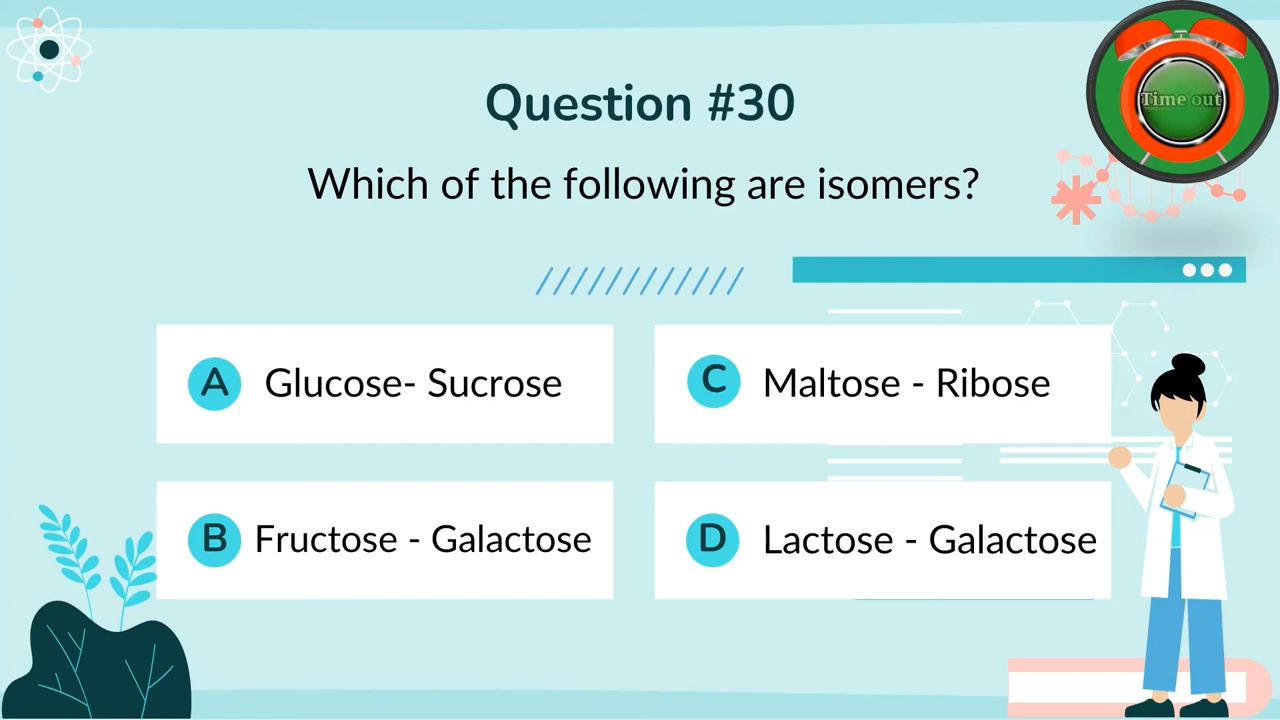 Time out
Question #30
Which of the following are isomers?
A Glucose- Sucrose
B Fructose - Galactose
C Maltose - Ribose
D Lactose - Galactose